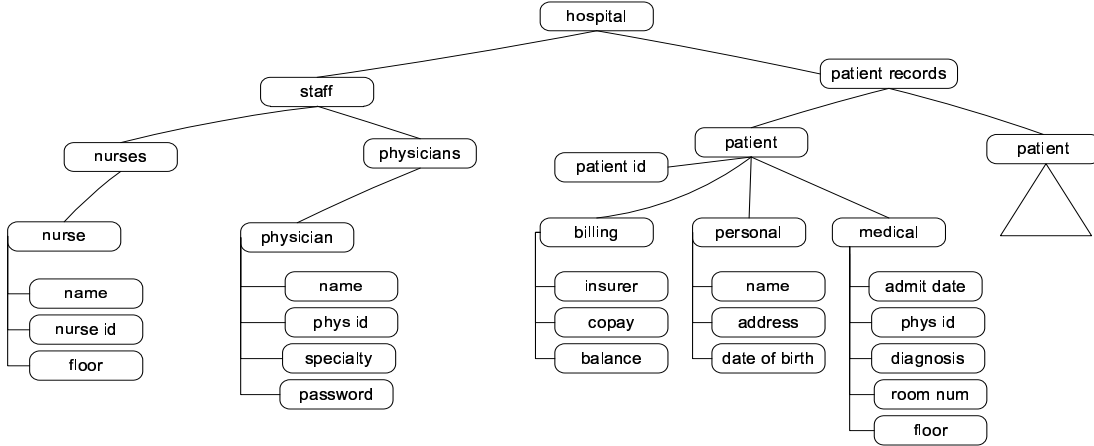 hospital
patient records
staff
patient
patient
nurses
physicians
patient id
nurse
physician
billing
personal
medical
name
nurse id
floor
name
phys id
specialty
password
insurer
copay
balance
name
address
date of birth
admit date
phys id
diagnosis
room num
floor